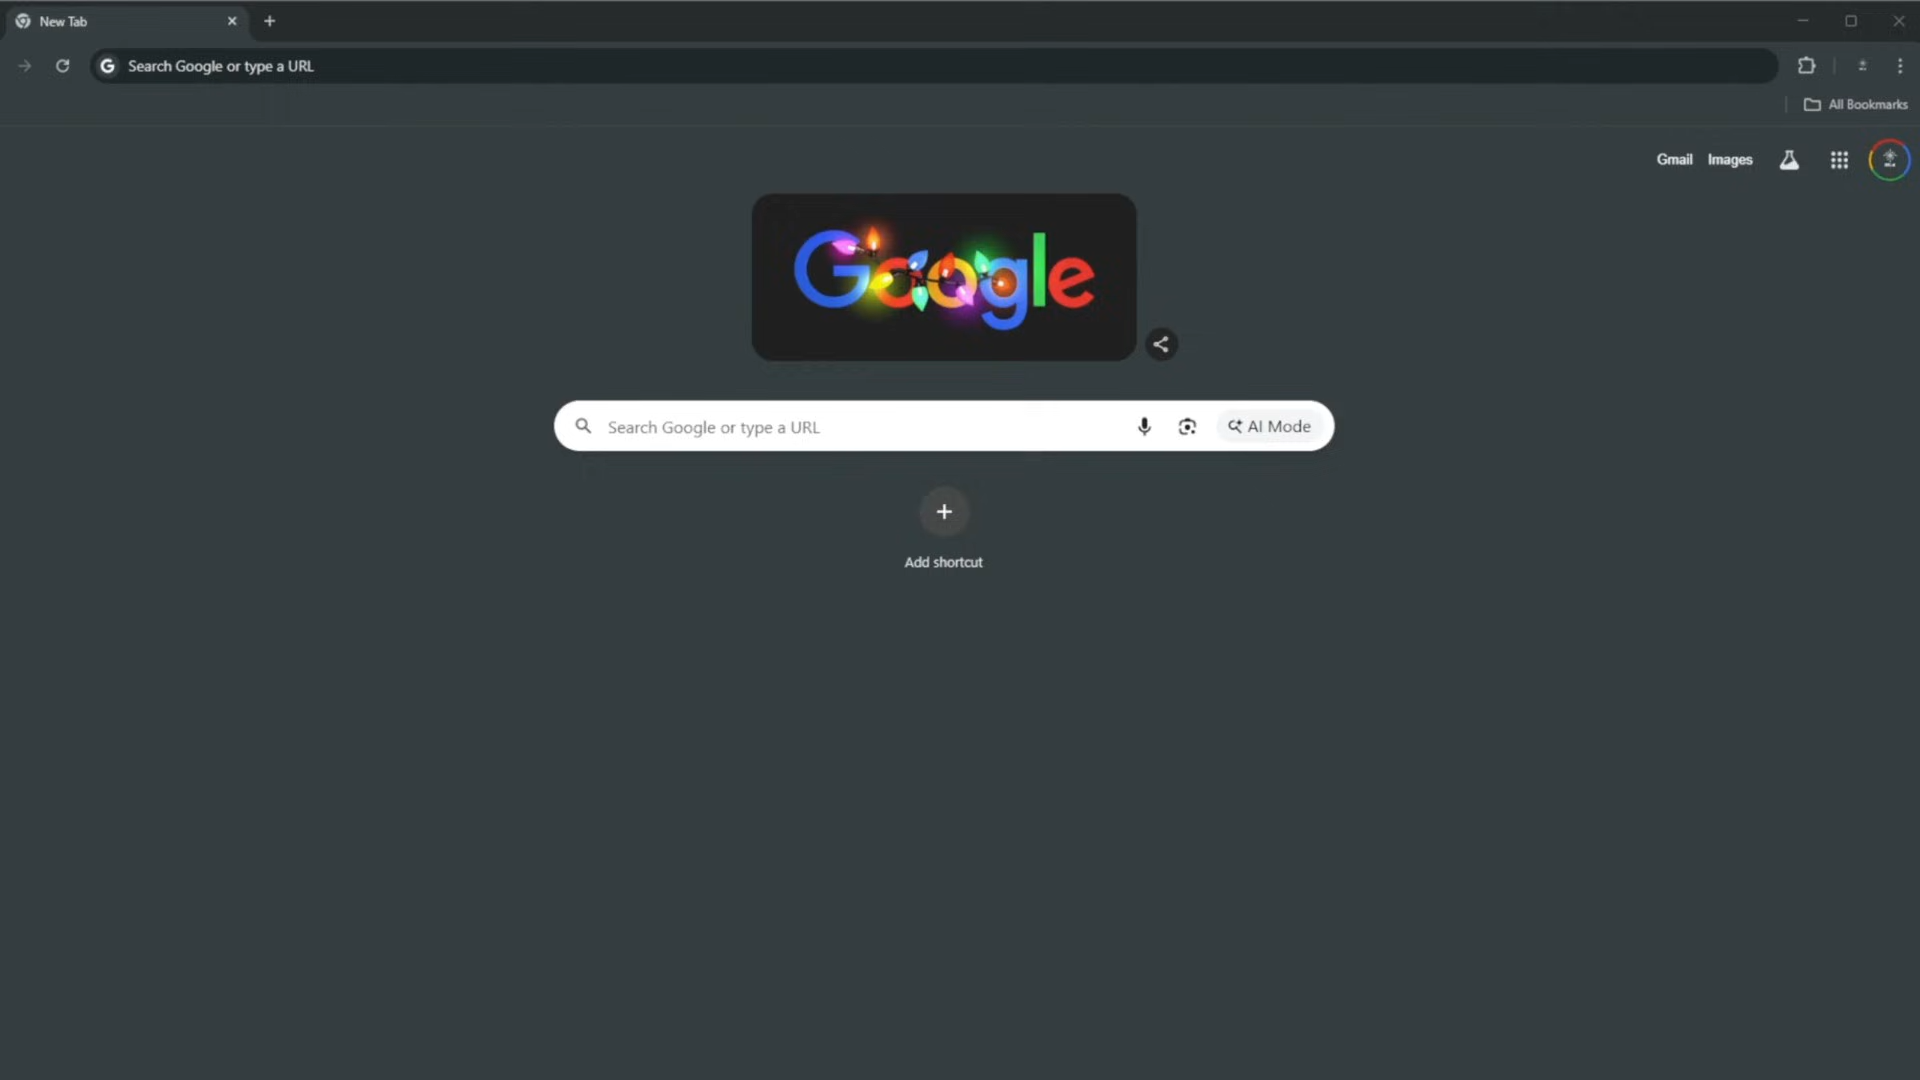 New Tab
Search Google or type a URL
All Bookmarks
Gmail Images
Google
Search Google or type a URL
AI Mode
Add shortcut